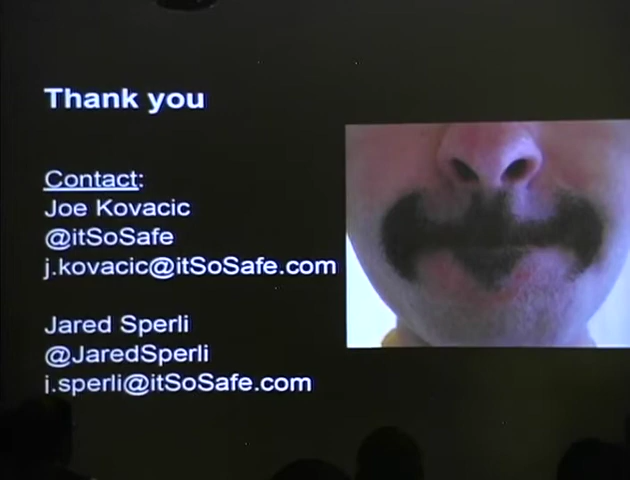 Thank you
Contact:
Joe Kovacic
@itSoSafe
j.kovacic@itSoSafe.com
Jared Sperli
@JaredSperli
j.sperli@itSoSafe.com